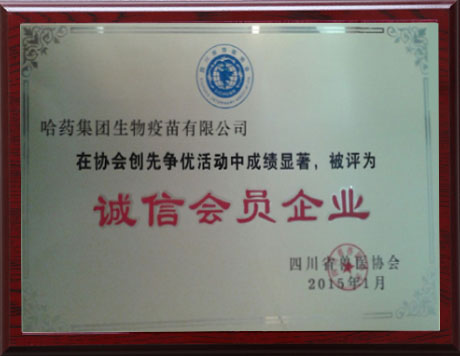 哈药集团生物疫苗有限公司
在协会创先争优活动中成绩显著，被评为
诚信会员企业
四川省兽医协会
2015年1月